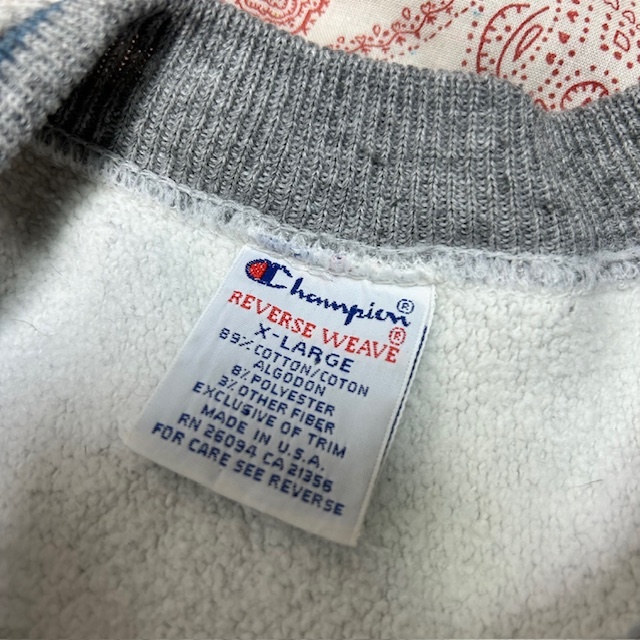 Champion®
REVERSE WEAVE®
X-LARGE
89% COTTON/COTON
ALGODON
8% POLYESTER
3% OTHER FIBER
EXCLUSIVE OF TRIM
MADE IN U.S.A.
RN 26094 CA 21356
FOR CARE SEE REVERSE